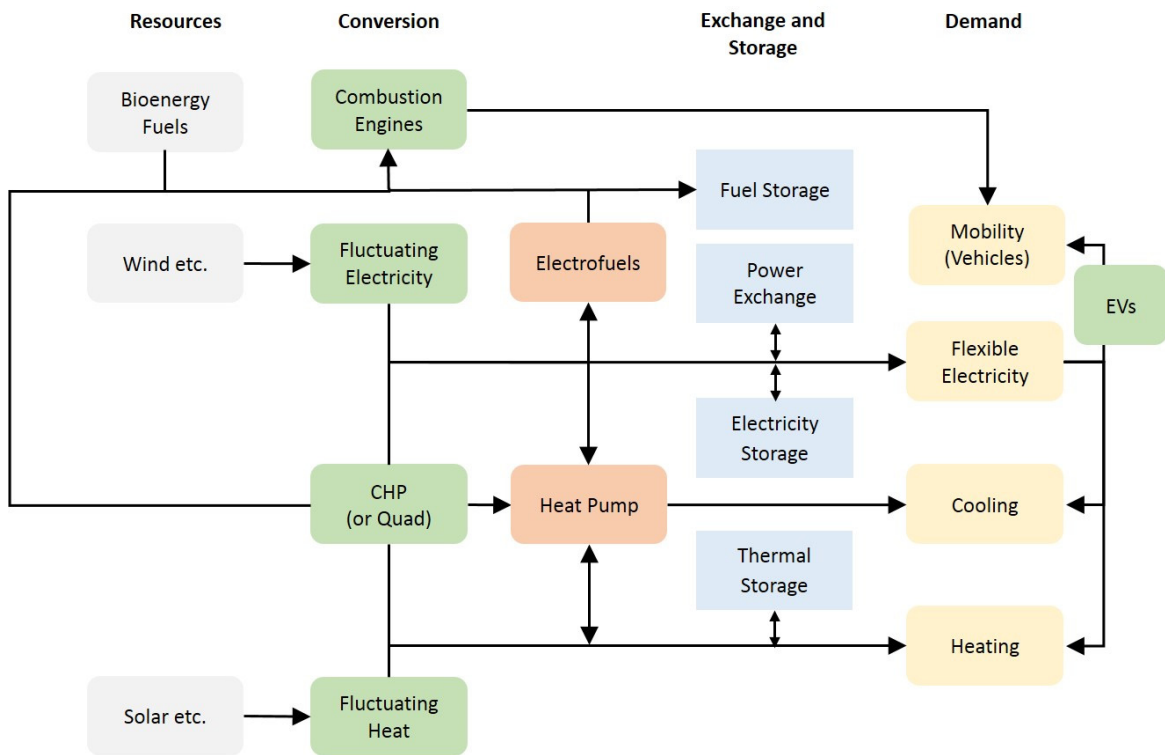 Resources
Conversion
Exchange and
Storage
Demand
Bioenergy
Fuels
Combustion
Engines
Fuel Storage
Mobility
(Vehicles)
Wind etc.
Fluctuating
Electricity
Electrofuels
Power
Exchange
EVs
Flexible
Electricity
Electricity
Storage
CHP
(or Quad)
Heat Pump
Cooling
Thermal
Storage
Heating
Solar etc.
Fluctuating
Heat